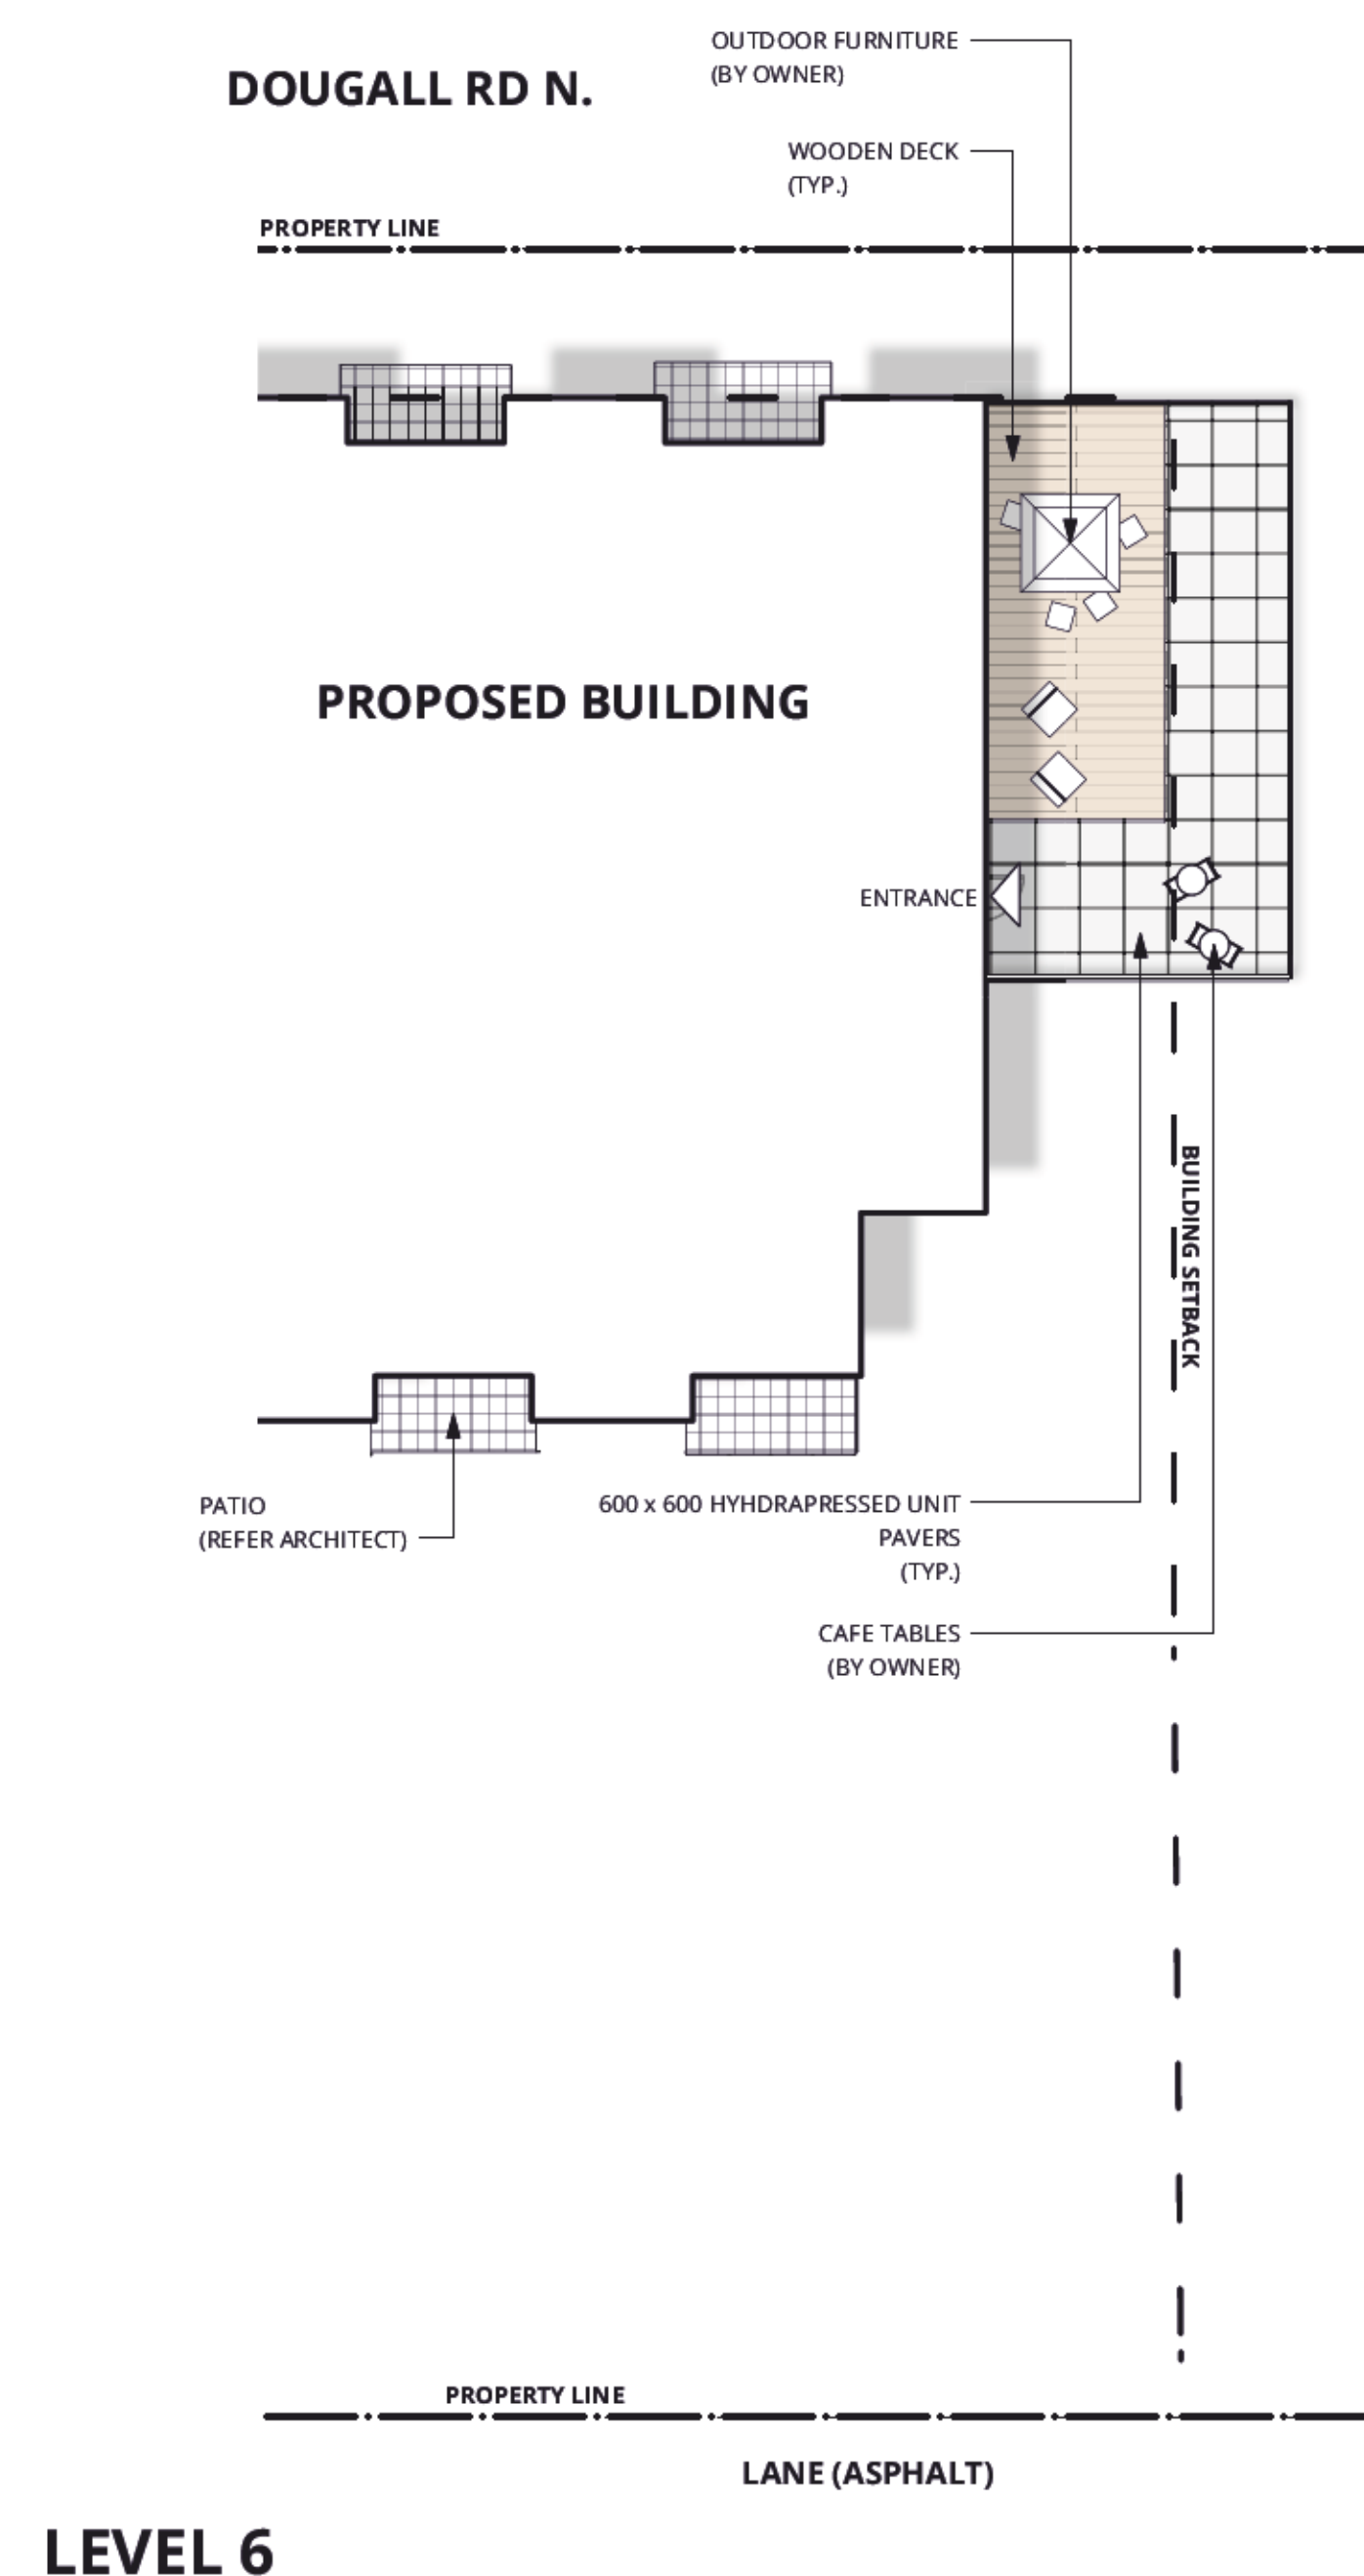 OUTDOOR FURNITURE
(BY OWNER)
DOUGALL RD N.
WOODEN DECK
(TYP.)
PROPERTY LINE
PROPOSED BUILDING
ENTRANCE
BUILDING SETBACK
PATIO
(REFER ARCHITECT)
600 x 600 HYHDRAPRESSED UNIT
PAVERS
(TYP.)
CAFE TABLES
(BY OWNER)
PROPERTY LINE
LANE (ASPHALT)
LEVEL 6